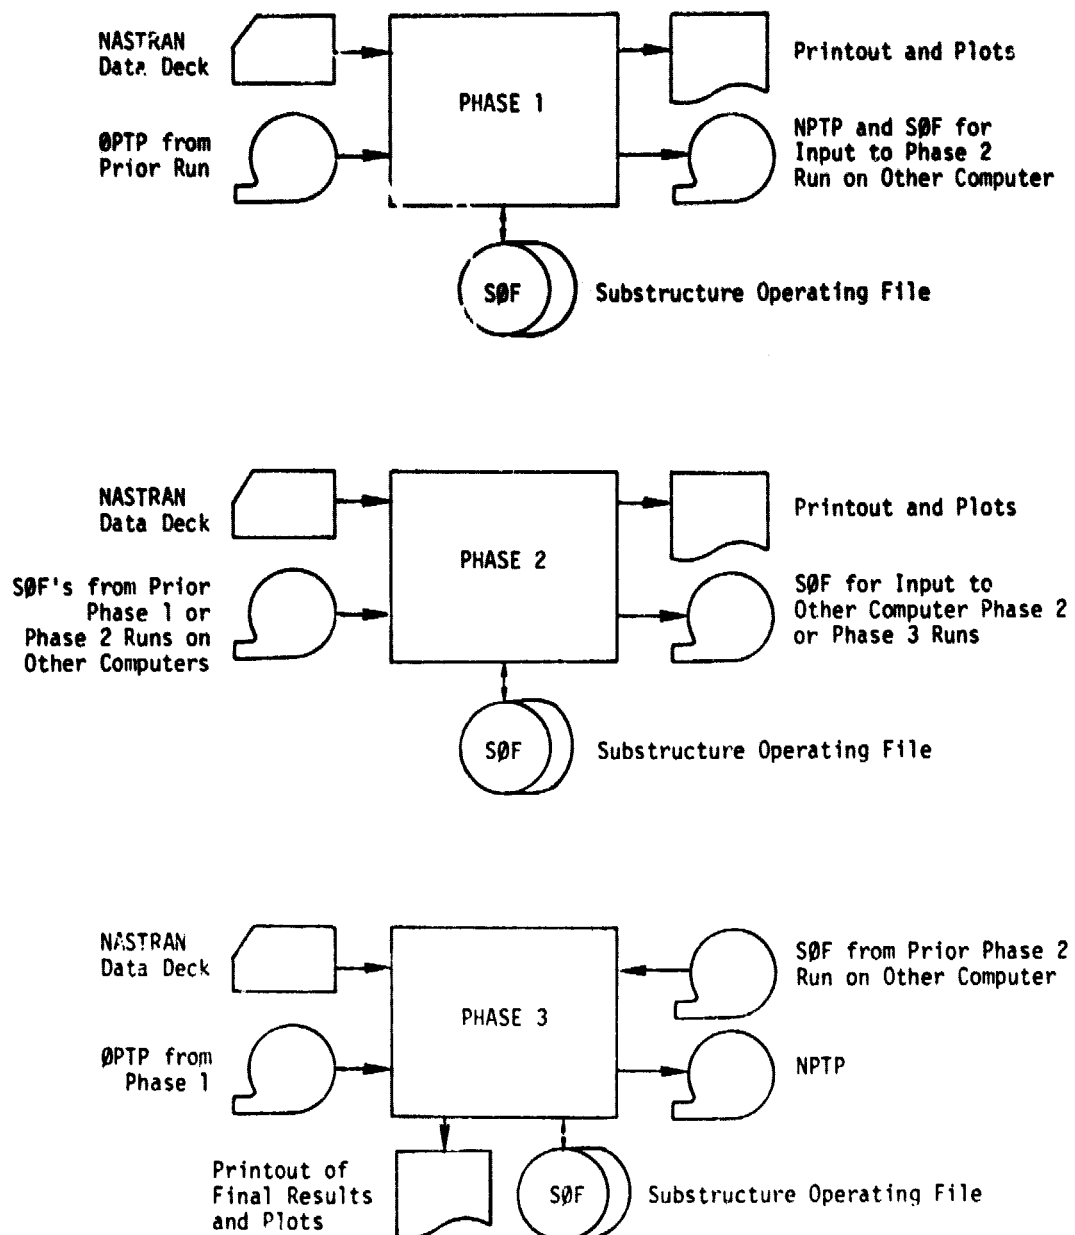 NASTRAN
Data Deck
PHASE 1
Printout and Plots
ØPTP from
Prior Run
NPTP and SØF for
Input to Phase 2
Run on Other Computer
SØF
Substructure Operating File
NASTRAN
Data Deck
PHASE 2
Printout and Plots
SØF's from Prior
Phase 1 or
Phase 2 Runs on
Other Computers
SØF for Input to
Other Computer Phase 2
or Phase 3 Runs
SØF
Substructure Operating File
NASTRAN
Data Deck
PHASE 3
SØF from Prior Phase 2
Run on Other Computer
ØPTP from
Phase 1
NPTP
Printout of
Final Results
and Plots
SØF
Substructure Operating File